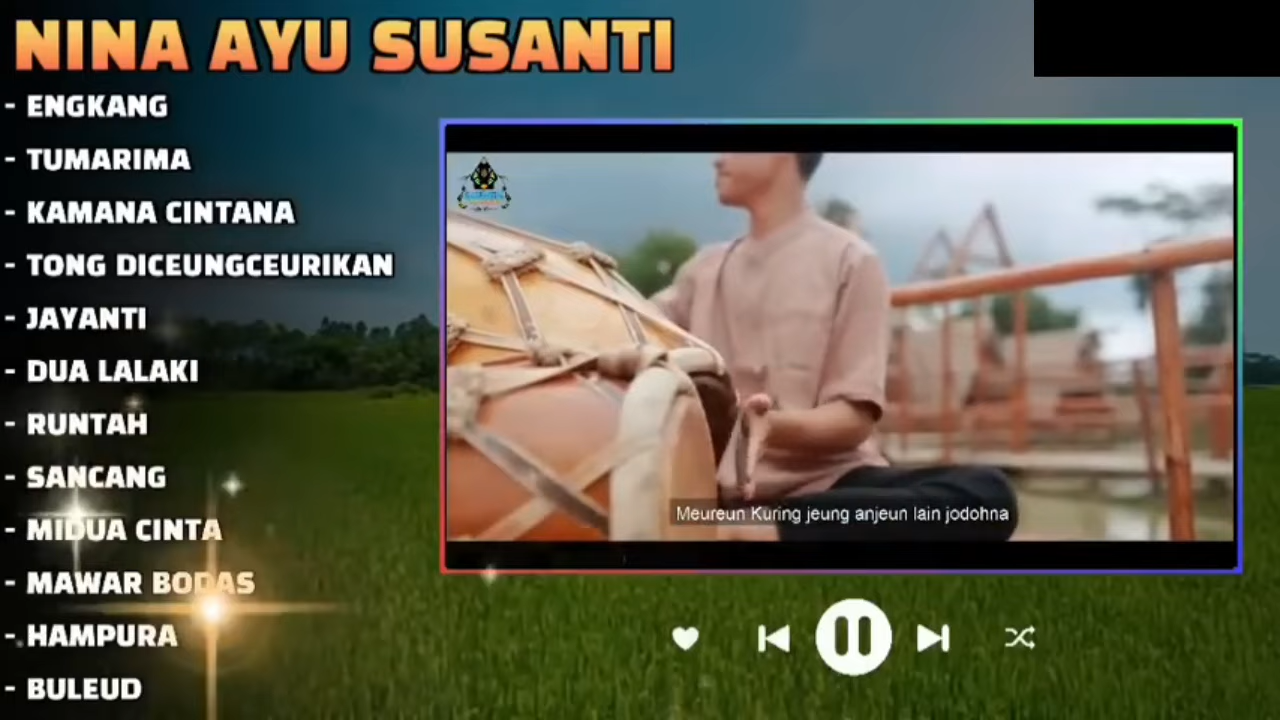 NINA AYU SUSANTI
- ENGKANG
- TUMARIMA
- KAMANA CINTANA
- TONG DICEUNGCEURIKAN
- JAYANTI
- DUA LALAKI
- RUNTAH
- SANCANG
- MIDUA CINTA
- MAWAR BODAS
- HAMPURA
- BULEUD
Meureun Kuring jeung anjeun lain jodohna